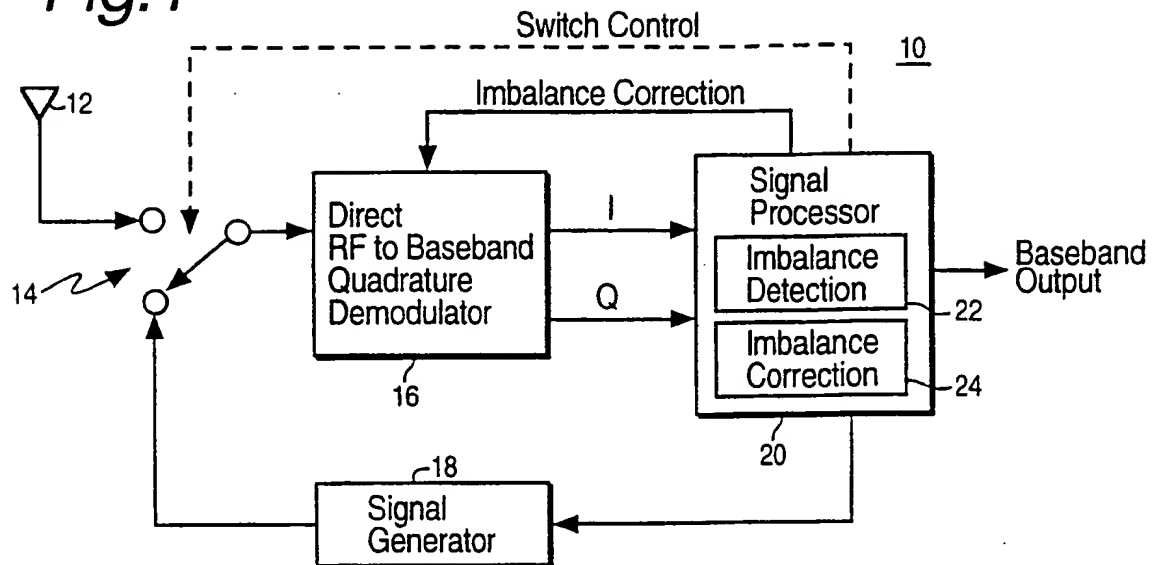 Fig.1
Switch Control
10
12
Imbalance Correction
Direct
RF to Baseband
Quadrature
Demodulator
I
Q
Signal
Processor
Imbalance
Detection
22
Imbalance
Correction
24
Baseband
Output
14
16
20
18
Signal
Generator